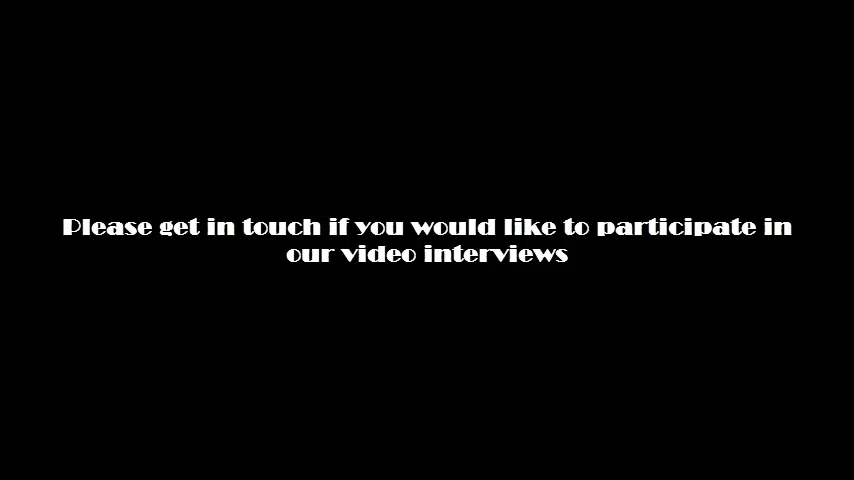 Please get in touch if you would like to participate in
our video interviews